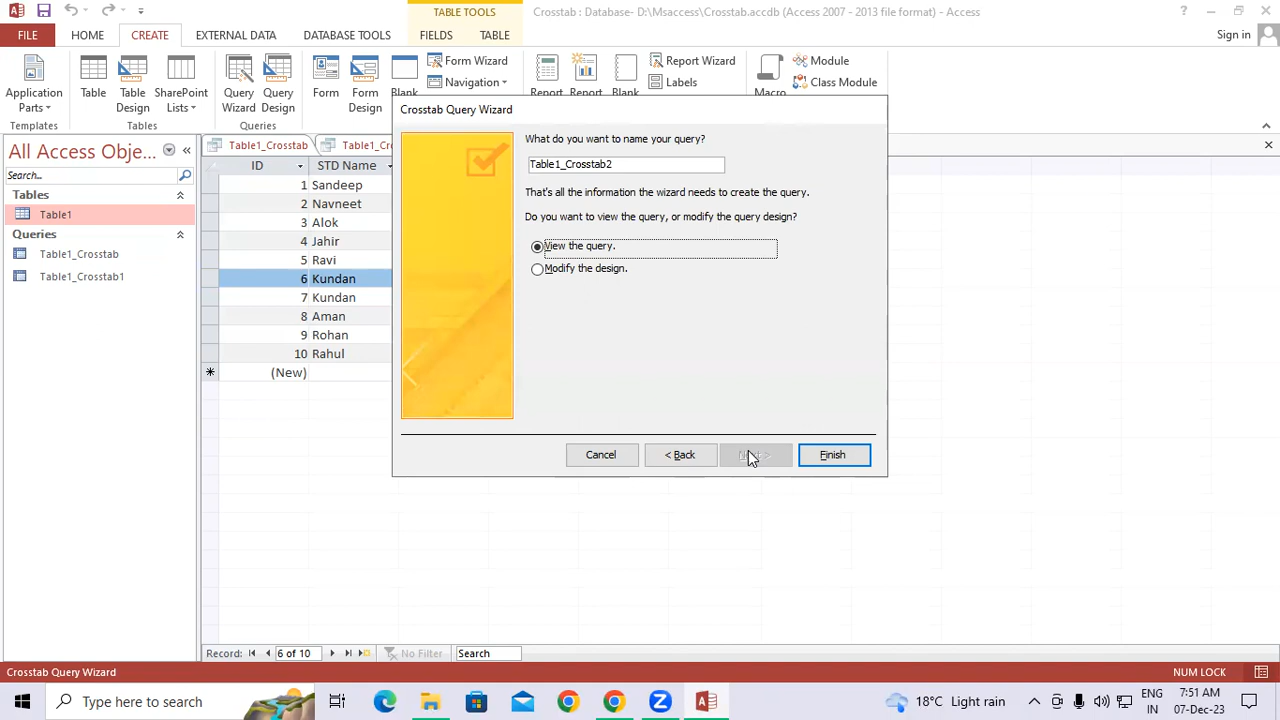 TABLE TOOLS
Crosstab : Database- D:\Msaccess\Crosstab.accdb (Access 2007 - 2013 file format) - Access
?
FILE
HOME
CREATE
EXTERNAL DATA
DATABASE TOOLS
FIELDS
TABLE
Sign in
Application Parts
Table
Table Design
SharePoint Lists
Query Wizard
Query Design
Form
Form Design
Blank
Form Wizard
Navigation
Report
Report
Blank
Report Wizard
Labels
Macro
Module
Class Module
Templates
Tables
Queries
Crosstab Query Wizard
All Access Obje...
Search...
Tables
Table1
Queries
Table1_Crosstab
Table1_Crosstab1
Table1_Crosstab
Table1_Cr
ID STD Name
1 Sandeep
2 Navneet
3 Alok
4 Jahir
5 Ravi
6 Kundan
7 Kundan
8 Aman
9 Rohan
10 Rahul
(New)
What do you want to name your query?
Table1_Crosstab2
That's all the information the wizard needs to create the query.
Do you want to view the query, or modify the query design?
View the query.
Modify the design.
Cancel
< Back
Finish
Record: 6 of 10 No Filter Search
Crosstab Query Wizard
NUM LOCK
Type here to search
18°C Light rain
ENG
IN
7:51 AM
07-Dec-23